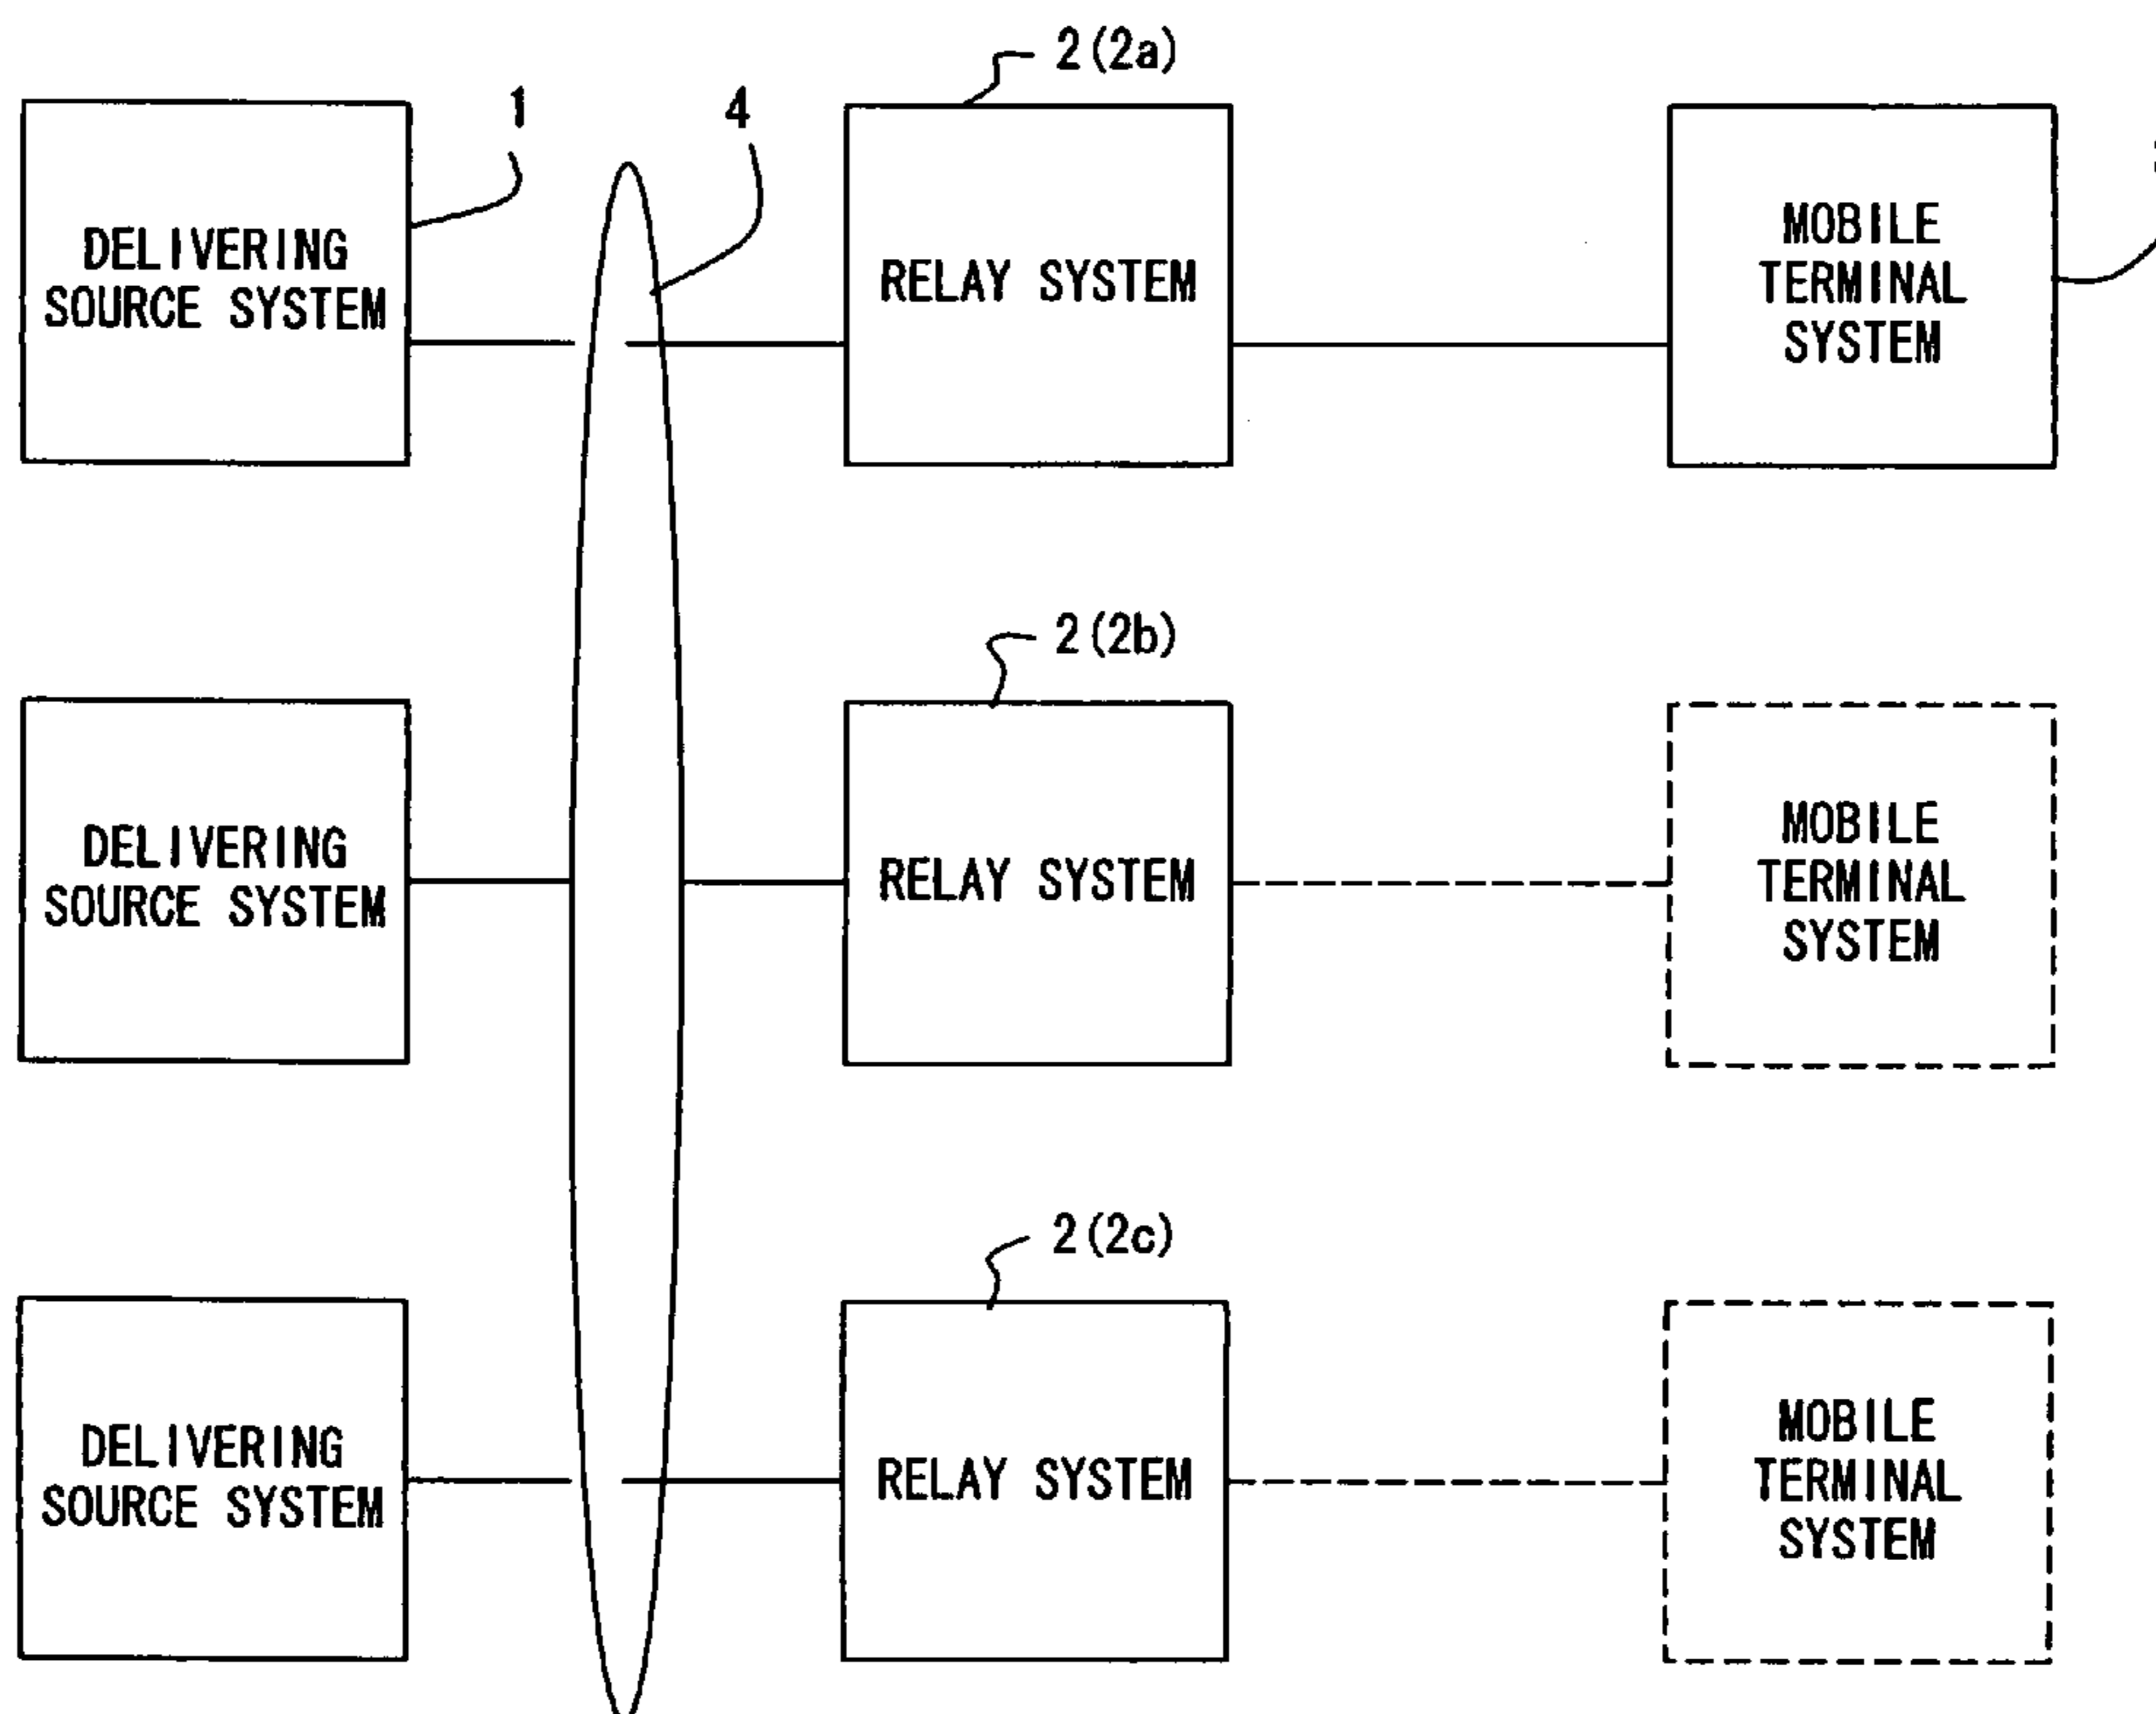 2(2a)
1
4
DELIVERING
SOURCE SYSTEM
RELAY SYSTEM
MOBILE
TERMINAL
SYSTEM
2(2b)
DELIVERING
SOURCE SYSTEM
RELAY SYSTEM
MOBILE
TERMINAL
SYSTEM
2(2c)
DELIVERING
SOURCE SYSTEM
RELAY SYSTEM
MOBILE
TERMINAL
SYSTEM